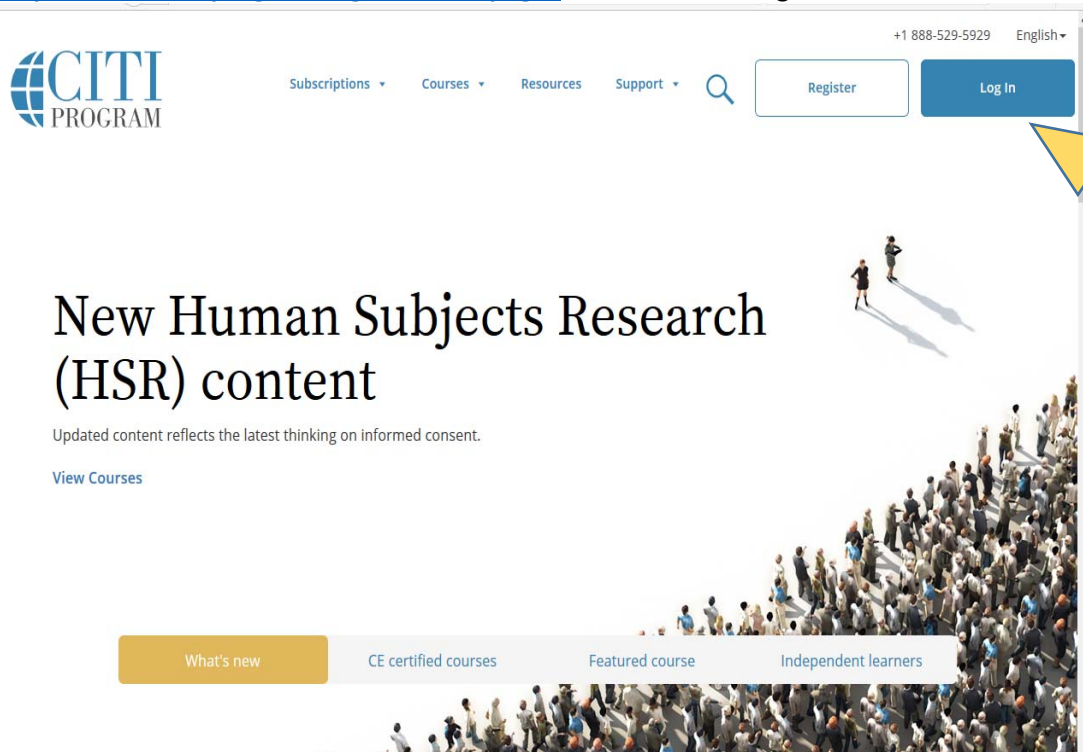 +1 888-529-5929 English
CITI
PROGRAM
Subscriptions Courses Resources Support Register Log In
New Human Subjects Research
(HSR) content
Updated content reflects the latest thinking on informed consent.
View Courses
What's new CE certified courses Featured course Independent learners